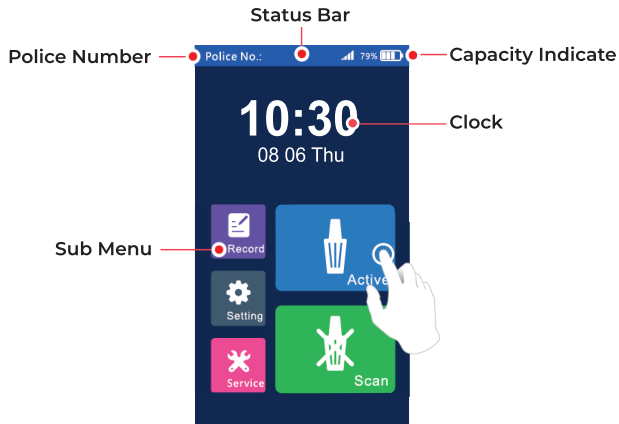 Status Bar
Police Number
Police No.:
79%
Capacity Indicate
10:30
Clock
08 06 Thu
Sub Menu
Record
Active
Setting
Service
Scan